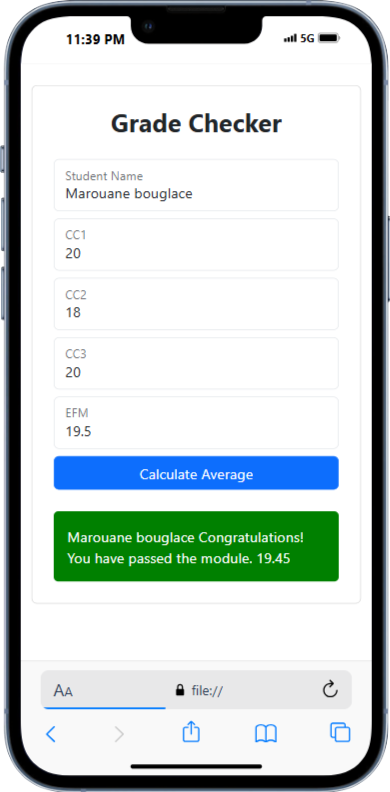 11:39 PM
5G
Grade Checker
Student Name
Marouane bouglace
CC1
20
CC2
18
CC3
20
EFM
19.5
Calculate Average
Marouane bouglace Congratulations!
You have passed the module. 19.45
AA
file://